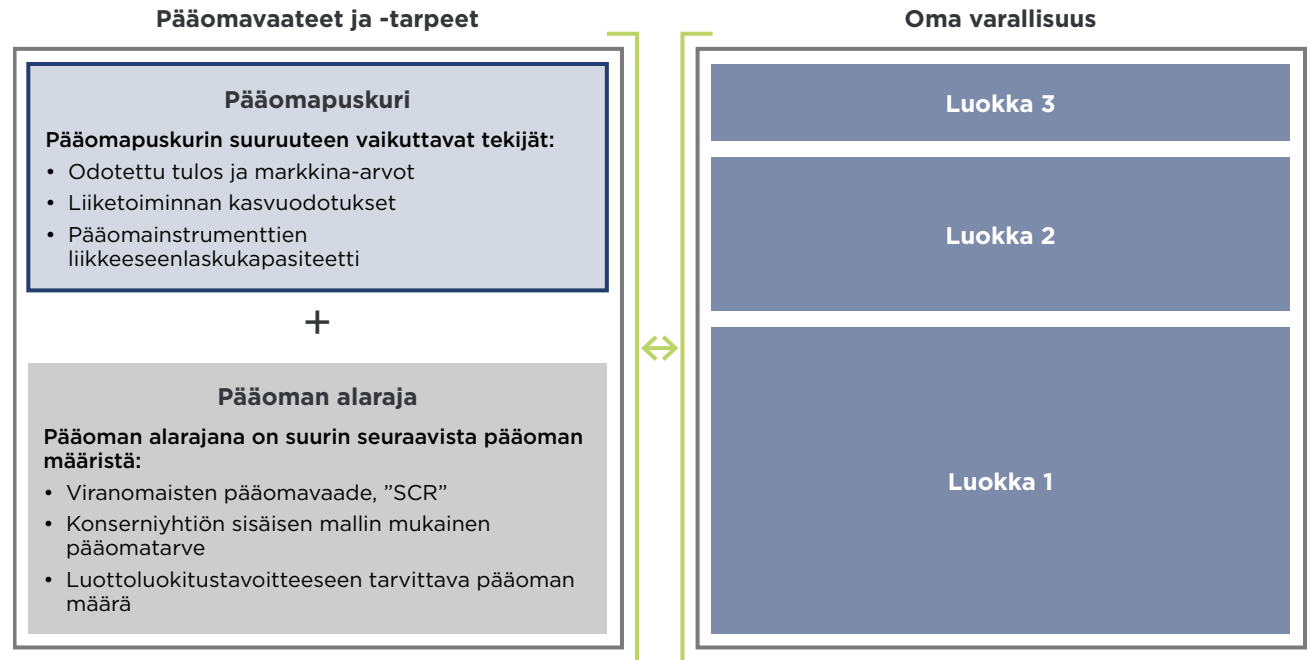 Pääomavaateet ja -tarpeet
Pääomapuskuri
Pääomapuskurin suuruuteen vaikuttavat tekijät:
• Odotettu tulos ja markkina-arvot
• Liiketoiminnan kasvuodotukset
• Pääomainstrumenttien
liikkeeseenlaskukapasiteetti
+
Pääoman alaraja
Pääoman alarajana on suurin seuraavista pääoman
määristä:
• Viranomaisten pääomavaade, ”SCR”
• Konserniyhtiön sisäisen mallin mukainen
pääomatarve
• Luottoluokitustavoitteeseen tarvittava pääoman
määrä
Oma varallisuus
Luokka 3
Luokka 2
Luokka 1